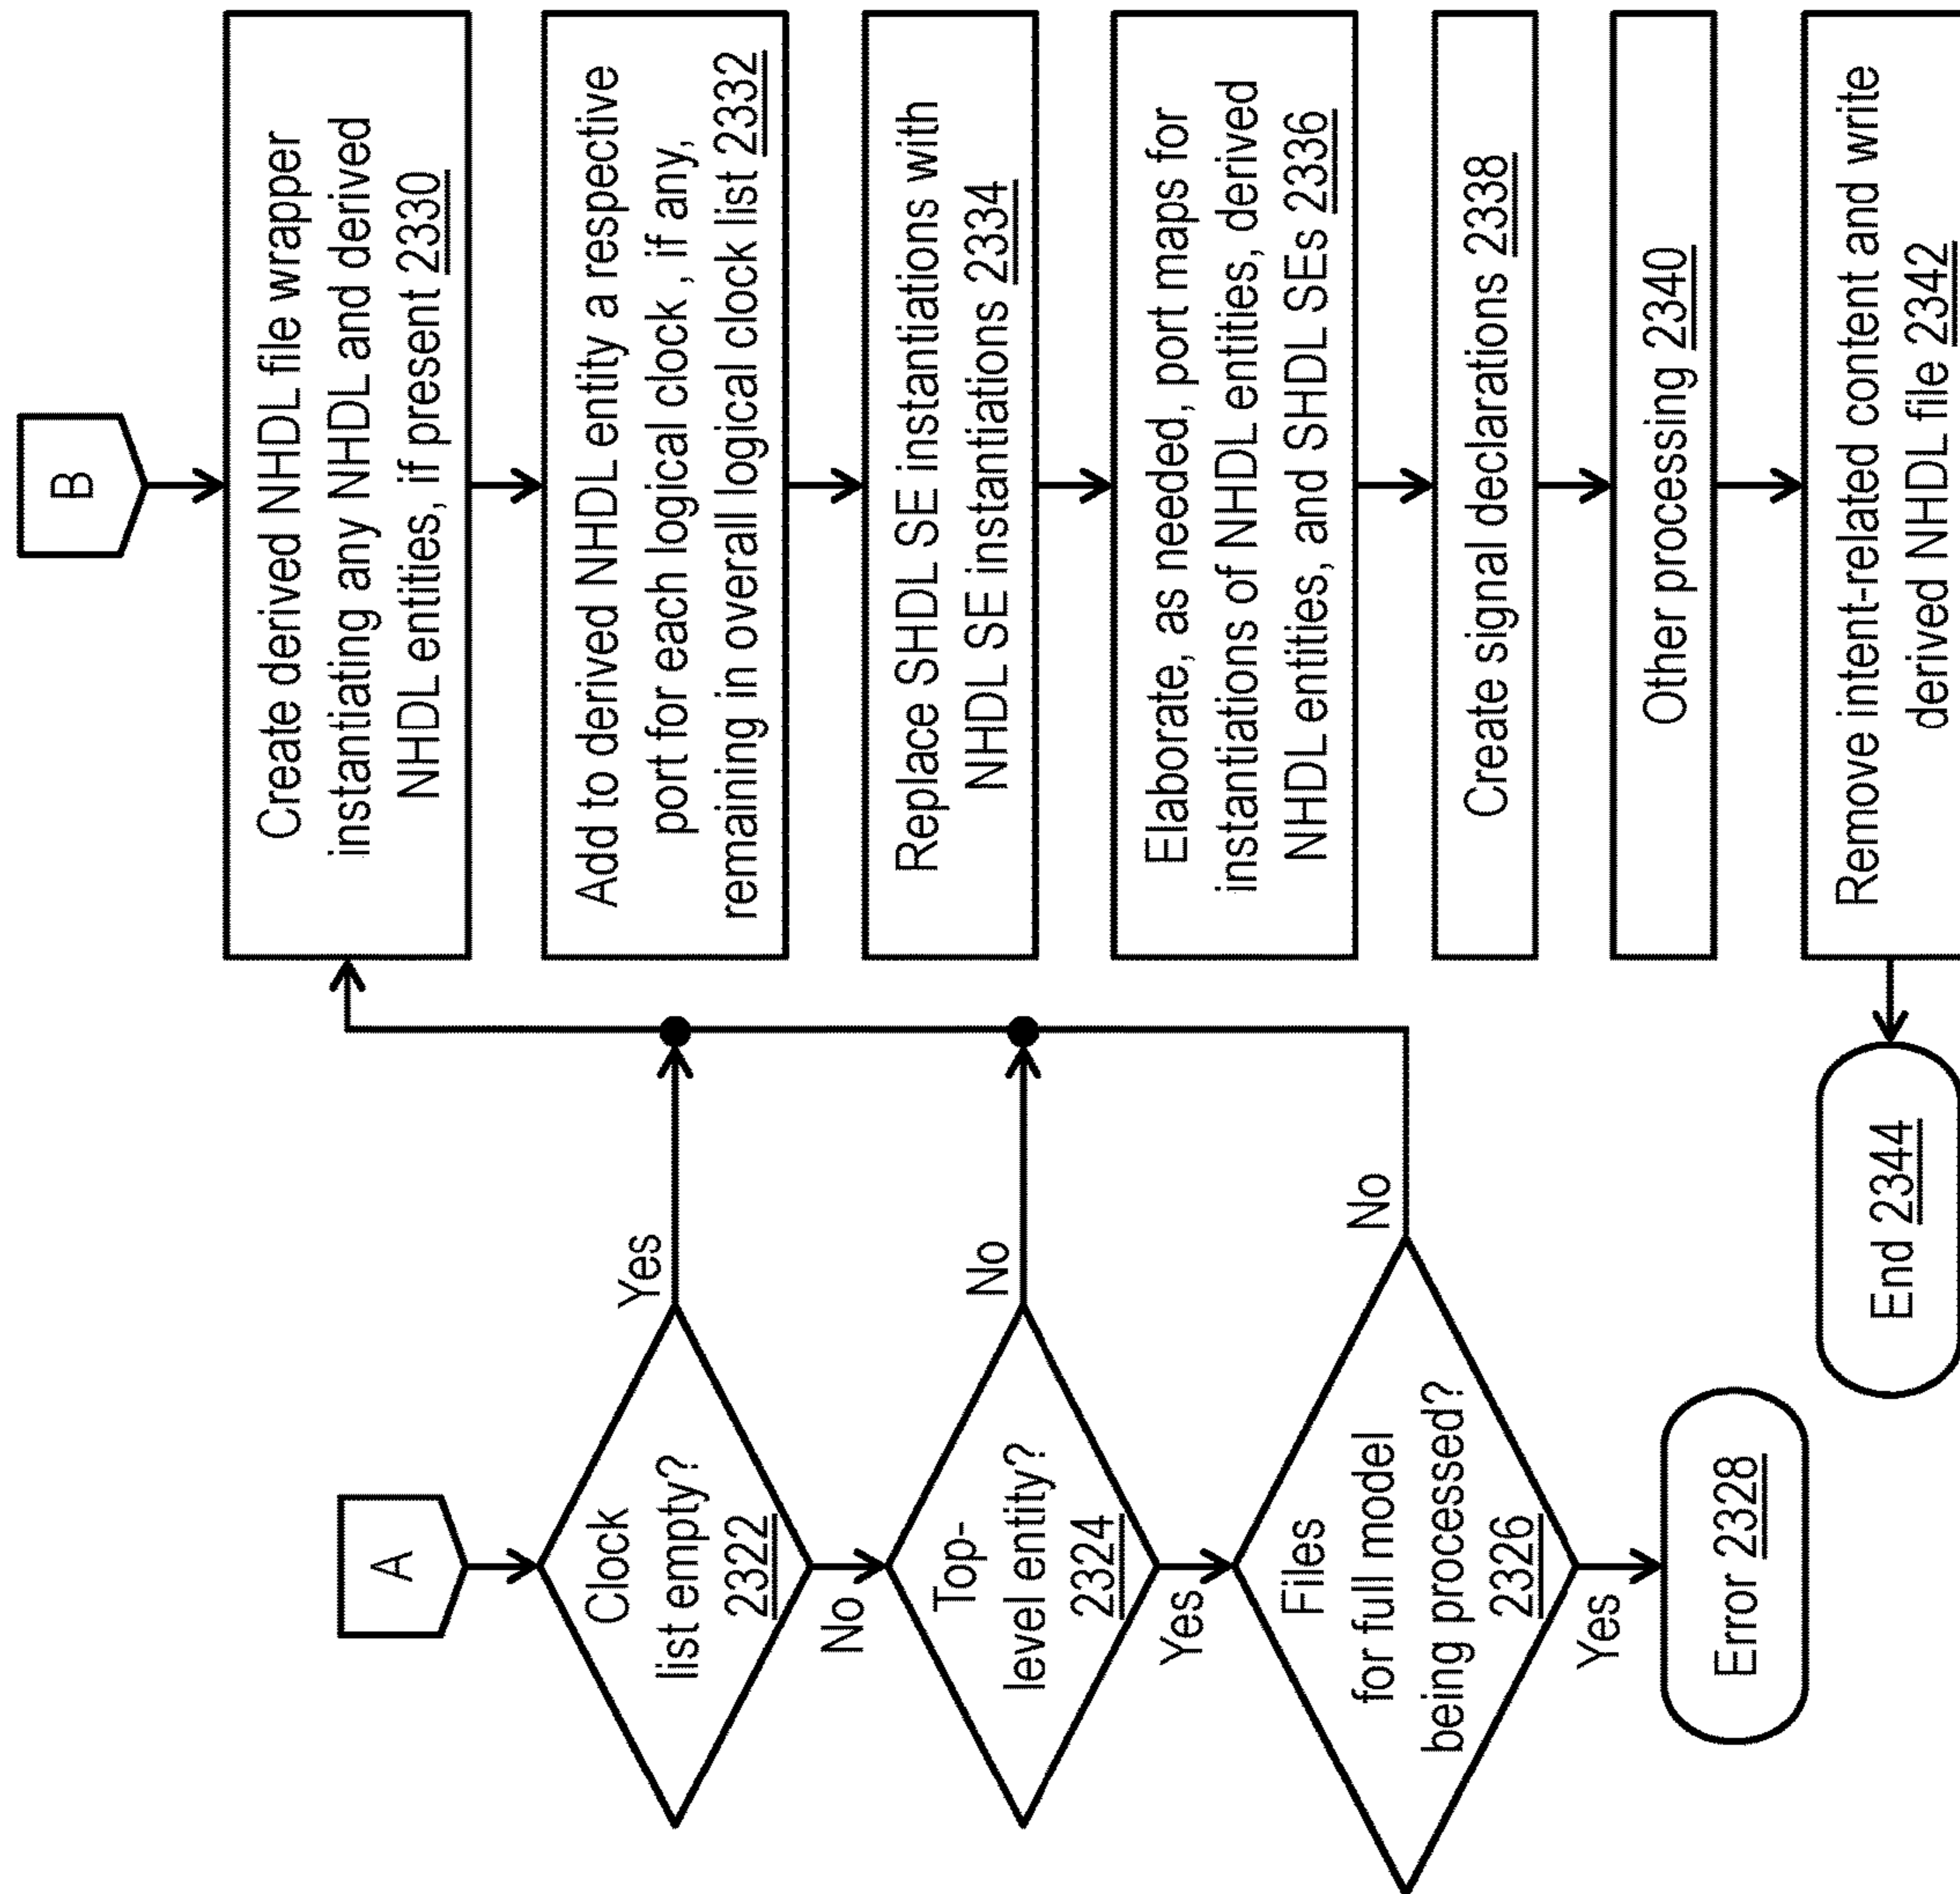 A
Clock
list empty?
2322
Yes
No
Top-
level entity?
2324
No
Yes
Files
for full model
being processed?
2326
No
Yes
Error 2328
B
Create derived NHDL file wrapper
instantiating any NHDL and derived
NHDL entities, if present 2330
Add to derived NHDL entity a respective
port for each logical clock , if any,
remaining in overall logical clock list 2332
Replace SHDL SE instantiations with
NHDL SE instantiations 2334
Elaborate, as needed, port maps for
instantiations of NHDL entities, derived
NHDL entities, and SHDL SEs 2336
Create signal declarations 2338
Other processing 2340
Remove intent-related content and write
derived NHDL file 2342
End 2344